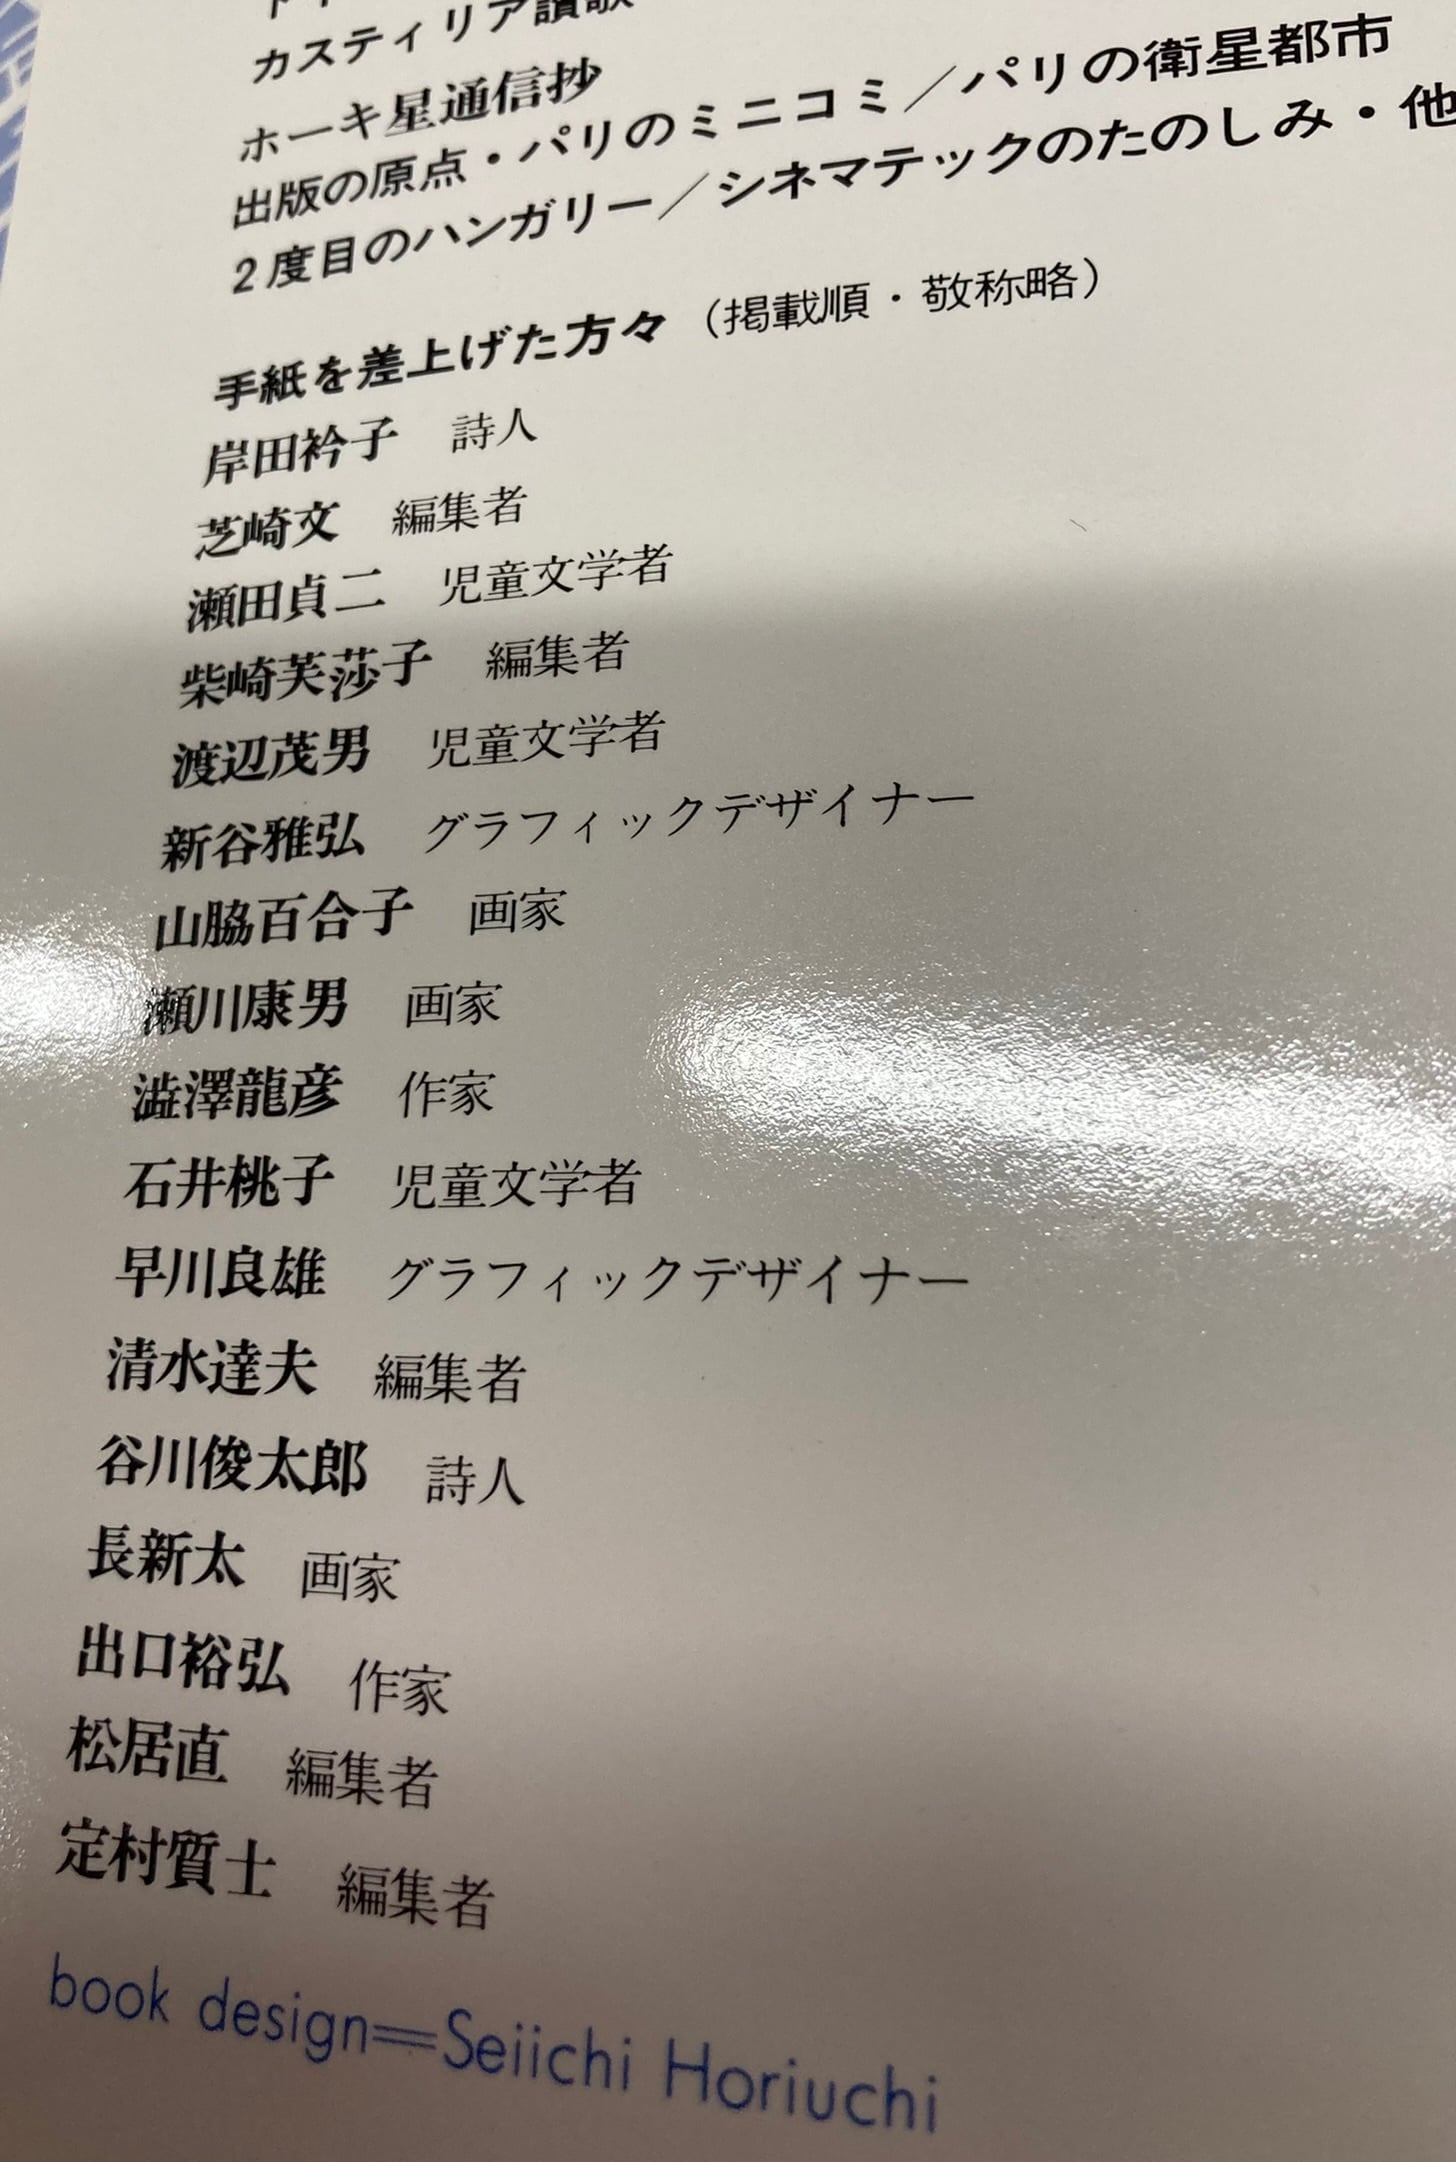 カスティリア讃歌
ホーキ星通信抄
出版の原点・パリのミニコミ／パリの衛星都市
2度目のハンガリー／シネマテックのたのしみ・他
手紙を差上げた方々（掲載順・敬称略）
岸田衿子　詩人
芝崎文　編集者
瀬田貞二　児童文学者
柴崎芙莎子　編集者
渡辺茂男　児童文学者
新谷雅弘　グラフィックデザイナー
山脇百合子　画家
瀬川康男　画家
澁澤龍彦　作家
石井桃子　児童文学者
早川良雄　グラフィックデザイナー
清水達夫　編集者
谷川俊太郎　詩人
長新太　画家
出口裕弘　作家
松居直　編集者
定村質士　編集者
book design=Seiichi Horiuchi